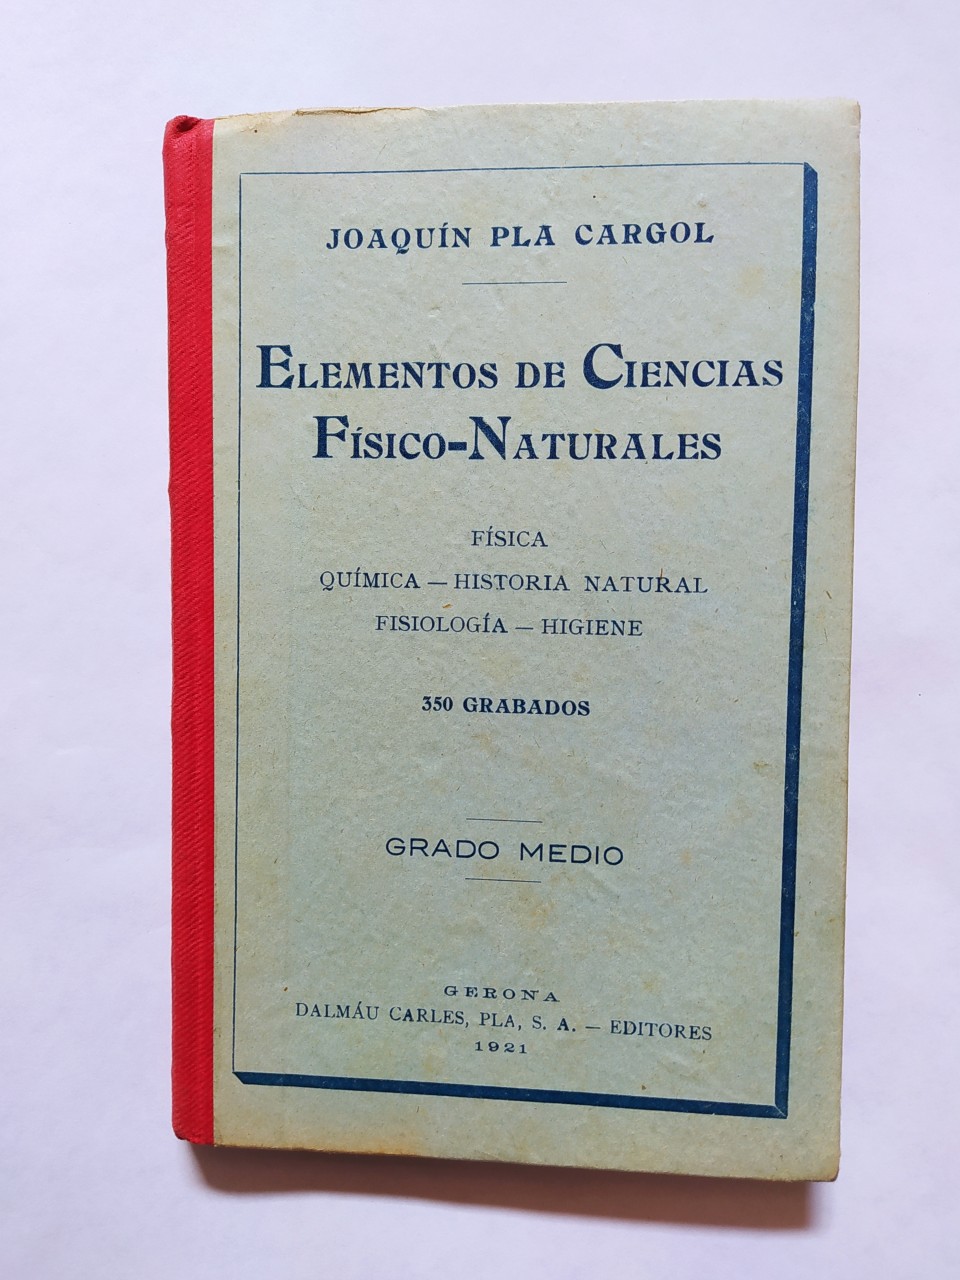 JOAQUÍN PLA CARGOL
ELEMENTOS DE CIENCIAS
FÍSICO-NATURALES
FÍSICA
QUÍMICA — HISTORIA NATURAL
FISIOLOGÍA — HIGIENE
350 GRABADOS
GRADO MEDIO
GERONA
DALMÁU CARLES, PLA, S. A. — EDITORES
1921